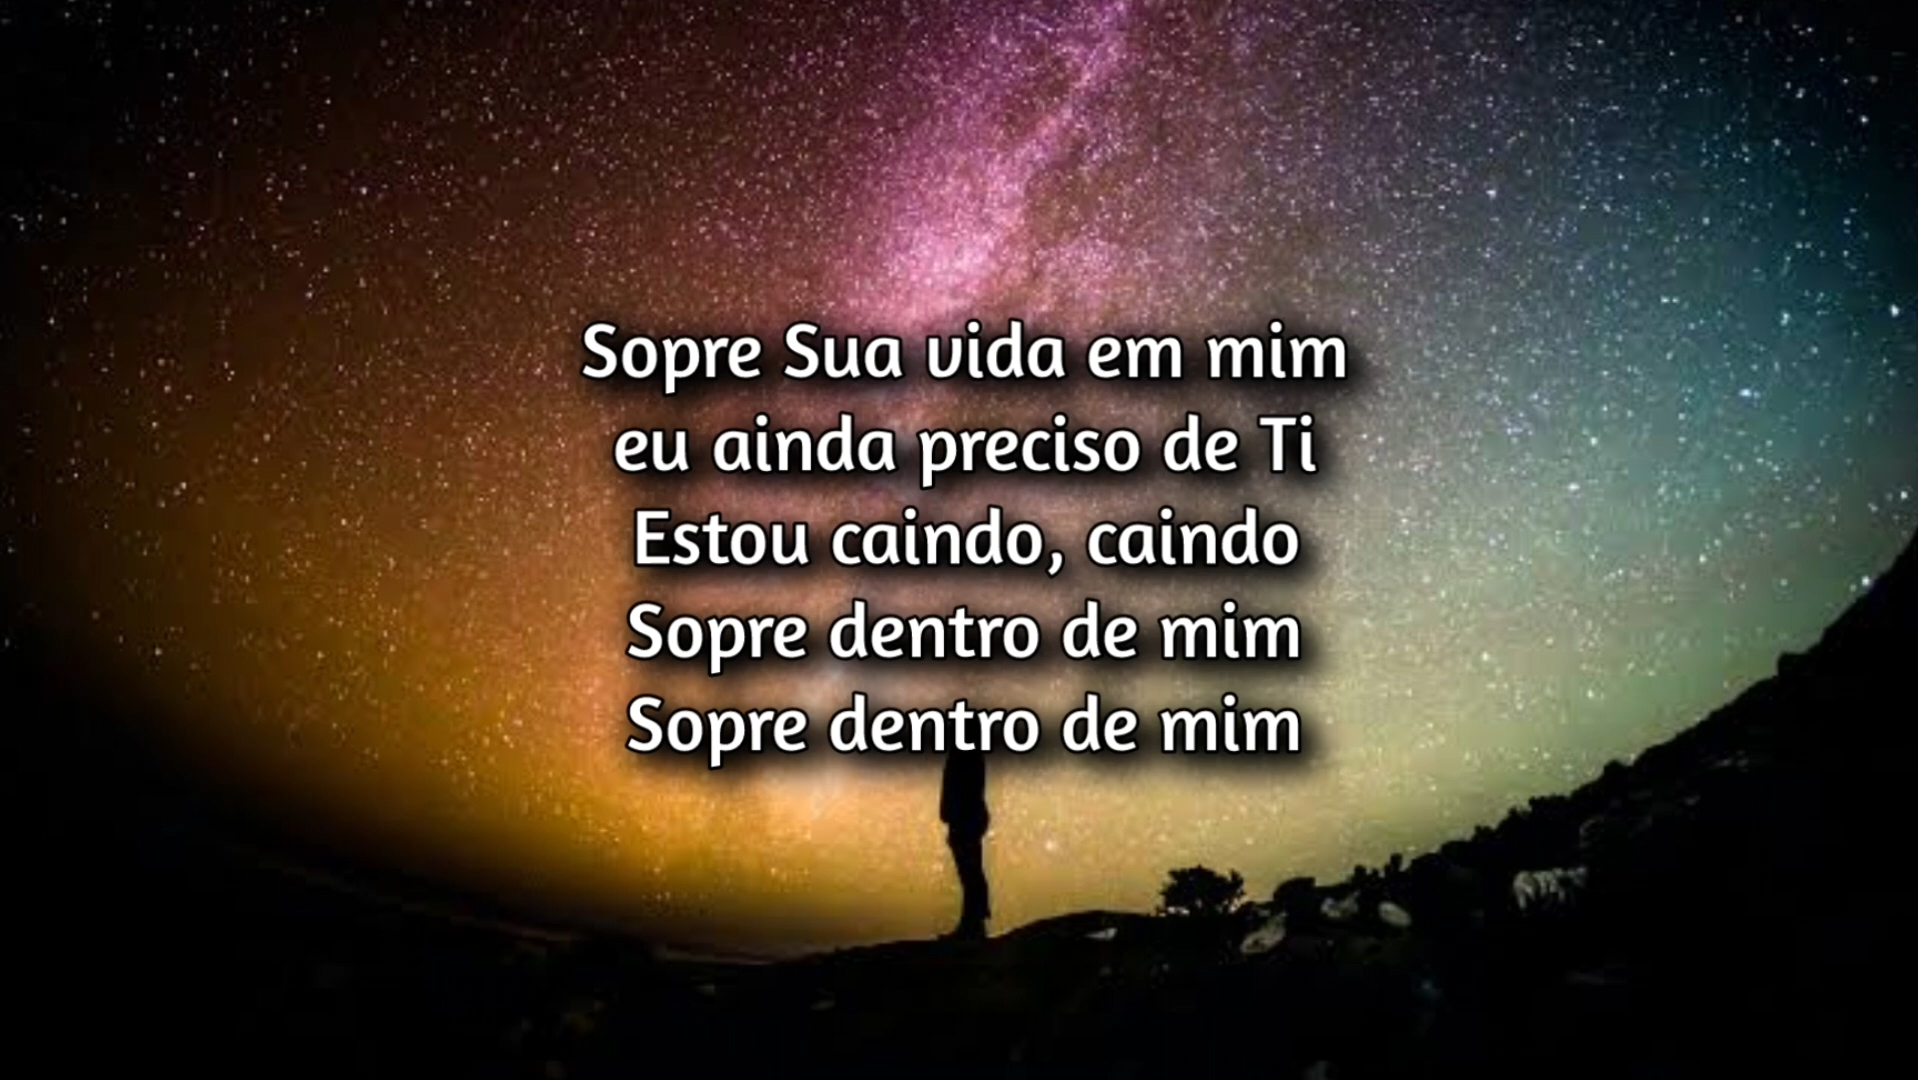 Sopre Sua vida em mim
eu ainda preciso de Ti
Estou caindo, caindo
Sopre dentro de mim
Sopre dentro de mim